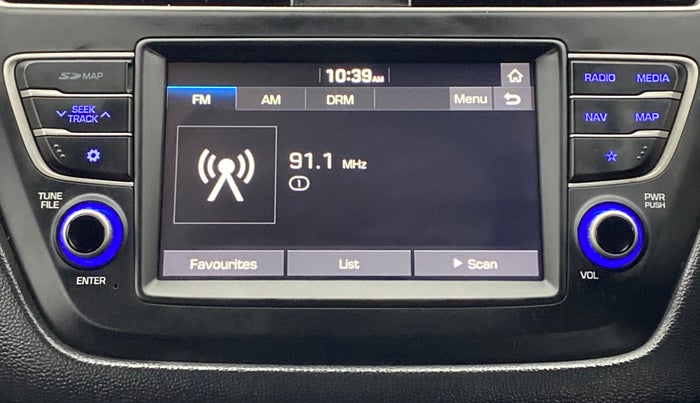 10:39AM
SD MAP
RADIO MEDIA
FM AM DRM Menu
SEEK
TRACK
NAV MAP
91.1 MHz
1
TUNE
FILE
PWR
PUSH
Favourites List Scan
ENTER
VOL